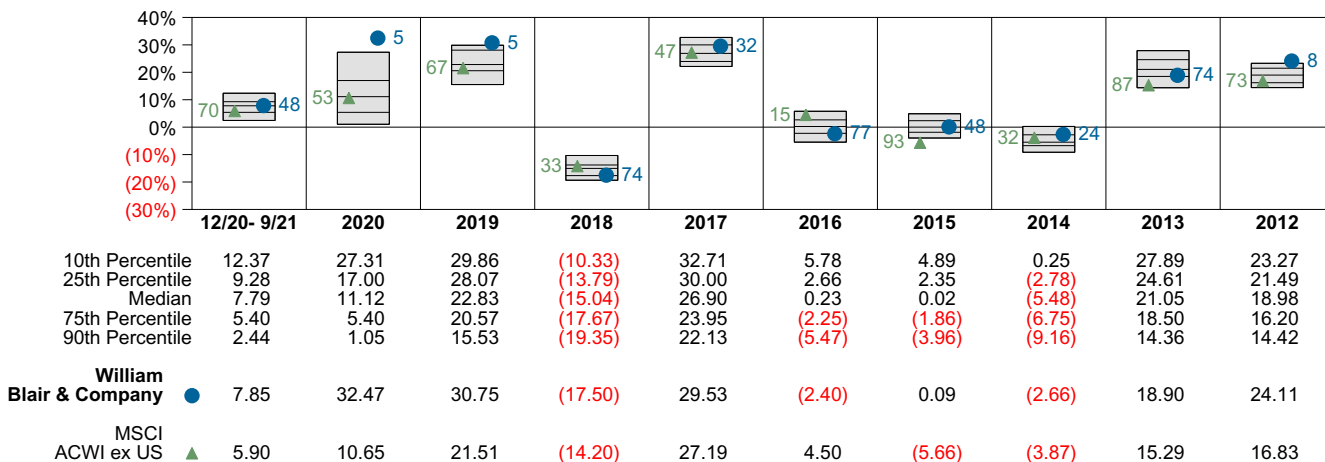 40%
30%
20%
10%
0%
(10%)
(20%)
(30%)
70 48
53 5
67 5
33 74
47 32
15 77
93 48
32 24
87 74
73 8
12/20- 9/21 2020 2019 2018 2017 2016 2015 2014 2013 2012
10th Percentile 12.37 27.31 29.86 (10.33) 32.71 5.78 4.89 0.25 27.89 23.27
25th Percentile 9.28 17.00 28.07 (13.79) 30.00 2.66 2.35 (2.78) 24.61 21.49
Median 7.79 11.12 22.83 (15.04) 26.90 0.23 0.02 (5.48) 21.05 18.98
75th Percentile 5.40 5.40 20.57 (17.67) 23.95 (2.25) (1.86) (6.75) 18.50 16.20
90th Percentile 2.44 1.05 15.53 (19.35) 22.13 (5.47) (3.96) (9.16) 14.36 14.42
William
Blair & Company 7.85 32.47 30.75 (17.50) 29.53 (2.40) 0.09 (2.66) 18.90 24.11
MSCI
ACWI ex US 5.90 10.65 21.51 (14.20) 27.19 4.50 (5.66) (3.87) 15.29 16.83